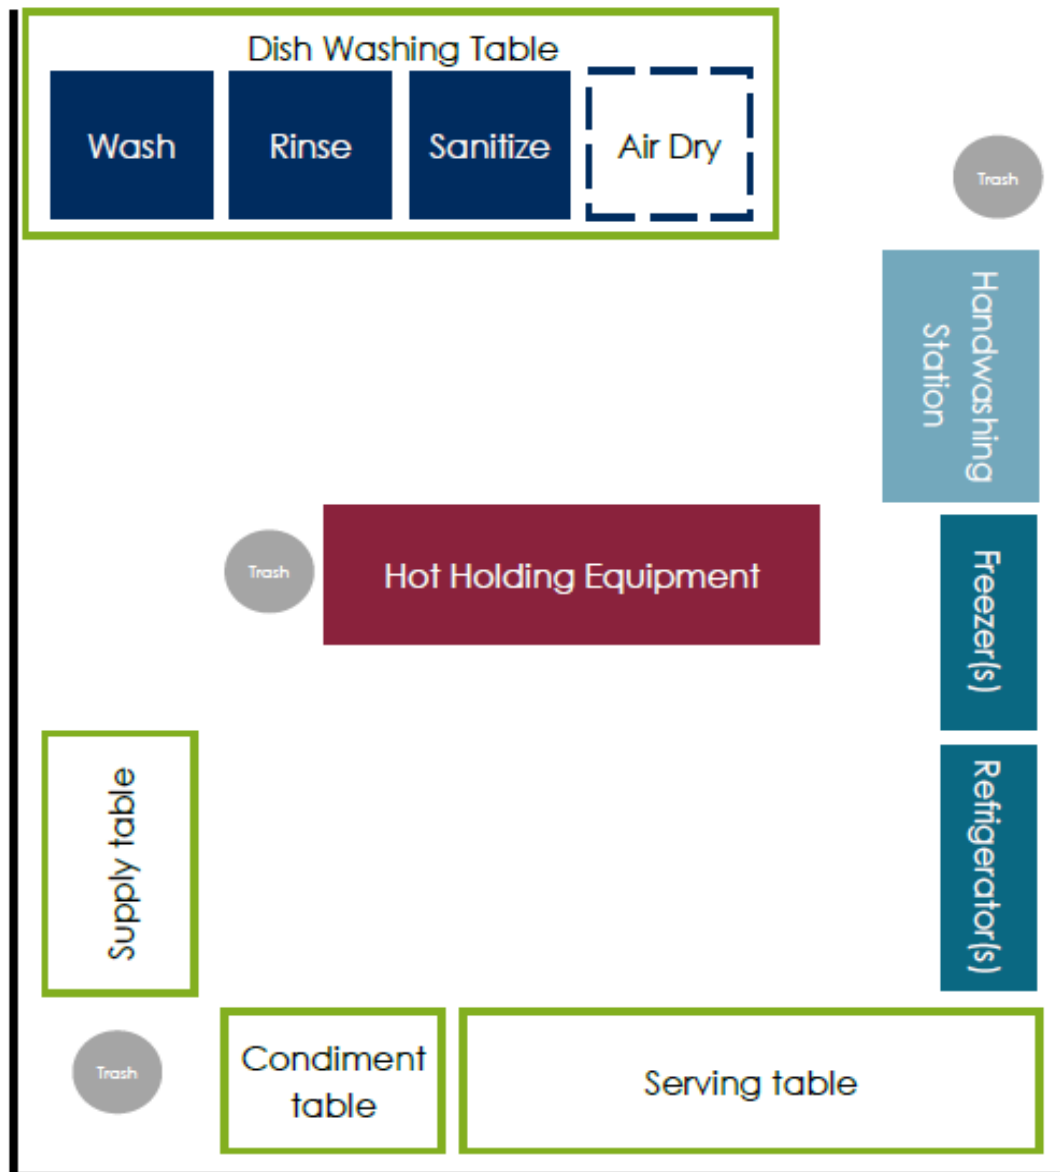 Dish Washing Table
Wash
Rinse
Sanitize
Air Dry
Trash
Handwashing
Station
Trash
Hot Holding Equipment
Freezer(s)
Supply table
Refrigerator(s)
Trash
Condiment
table
Serving table